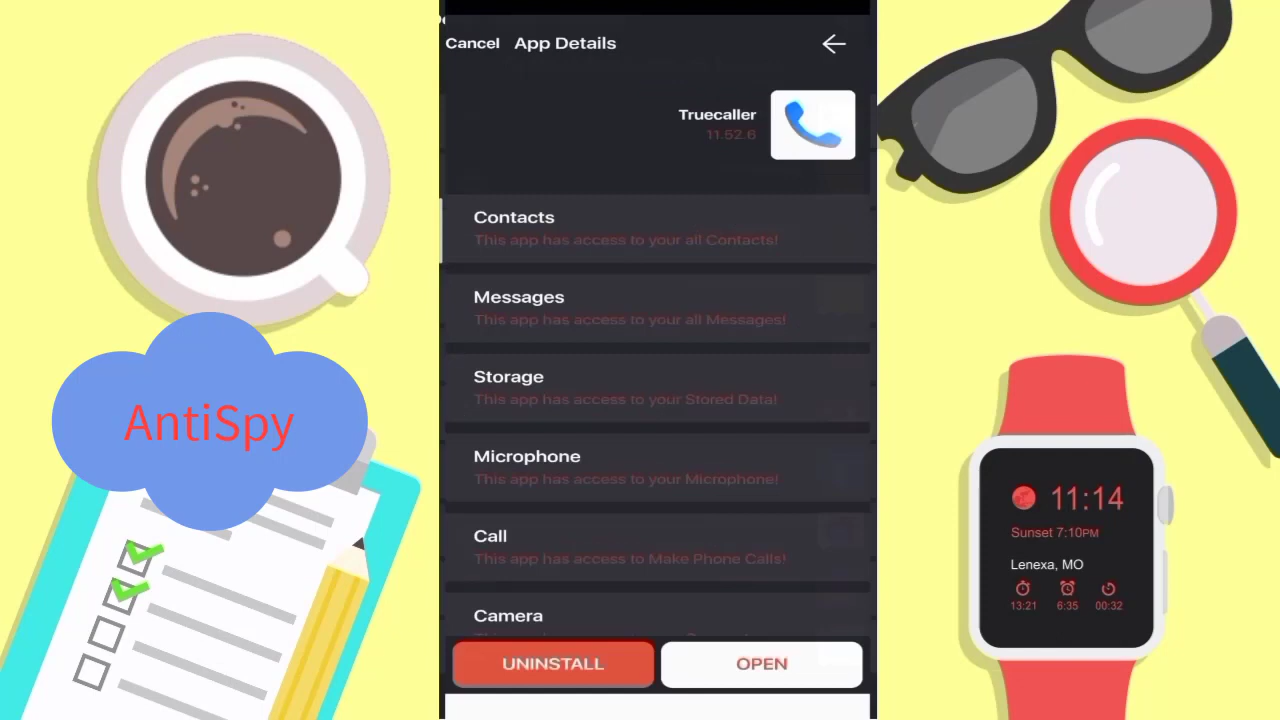 Cancel App Details
Truecaller
11.52.6
Contacts
This app has access to your all Contacts!
Messages
This app has access to your all Messages!
Storage
This app has access to your Stored Data!
Microphone
This app has access to your Microphone!
Call
This app has access to Make Phone Calls!
Camera
UNINSTALL OPEN
AntiSpy
11:14
Sunset 7:10PM
Lenexa, MO
13:21 6:35 00:32